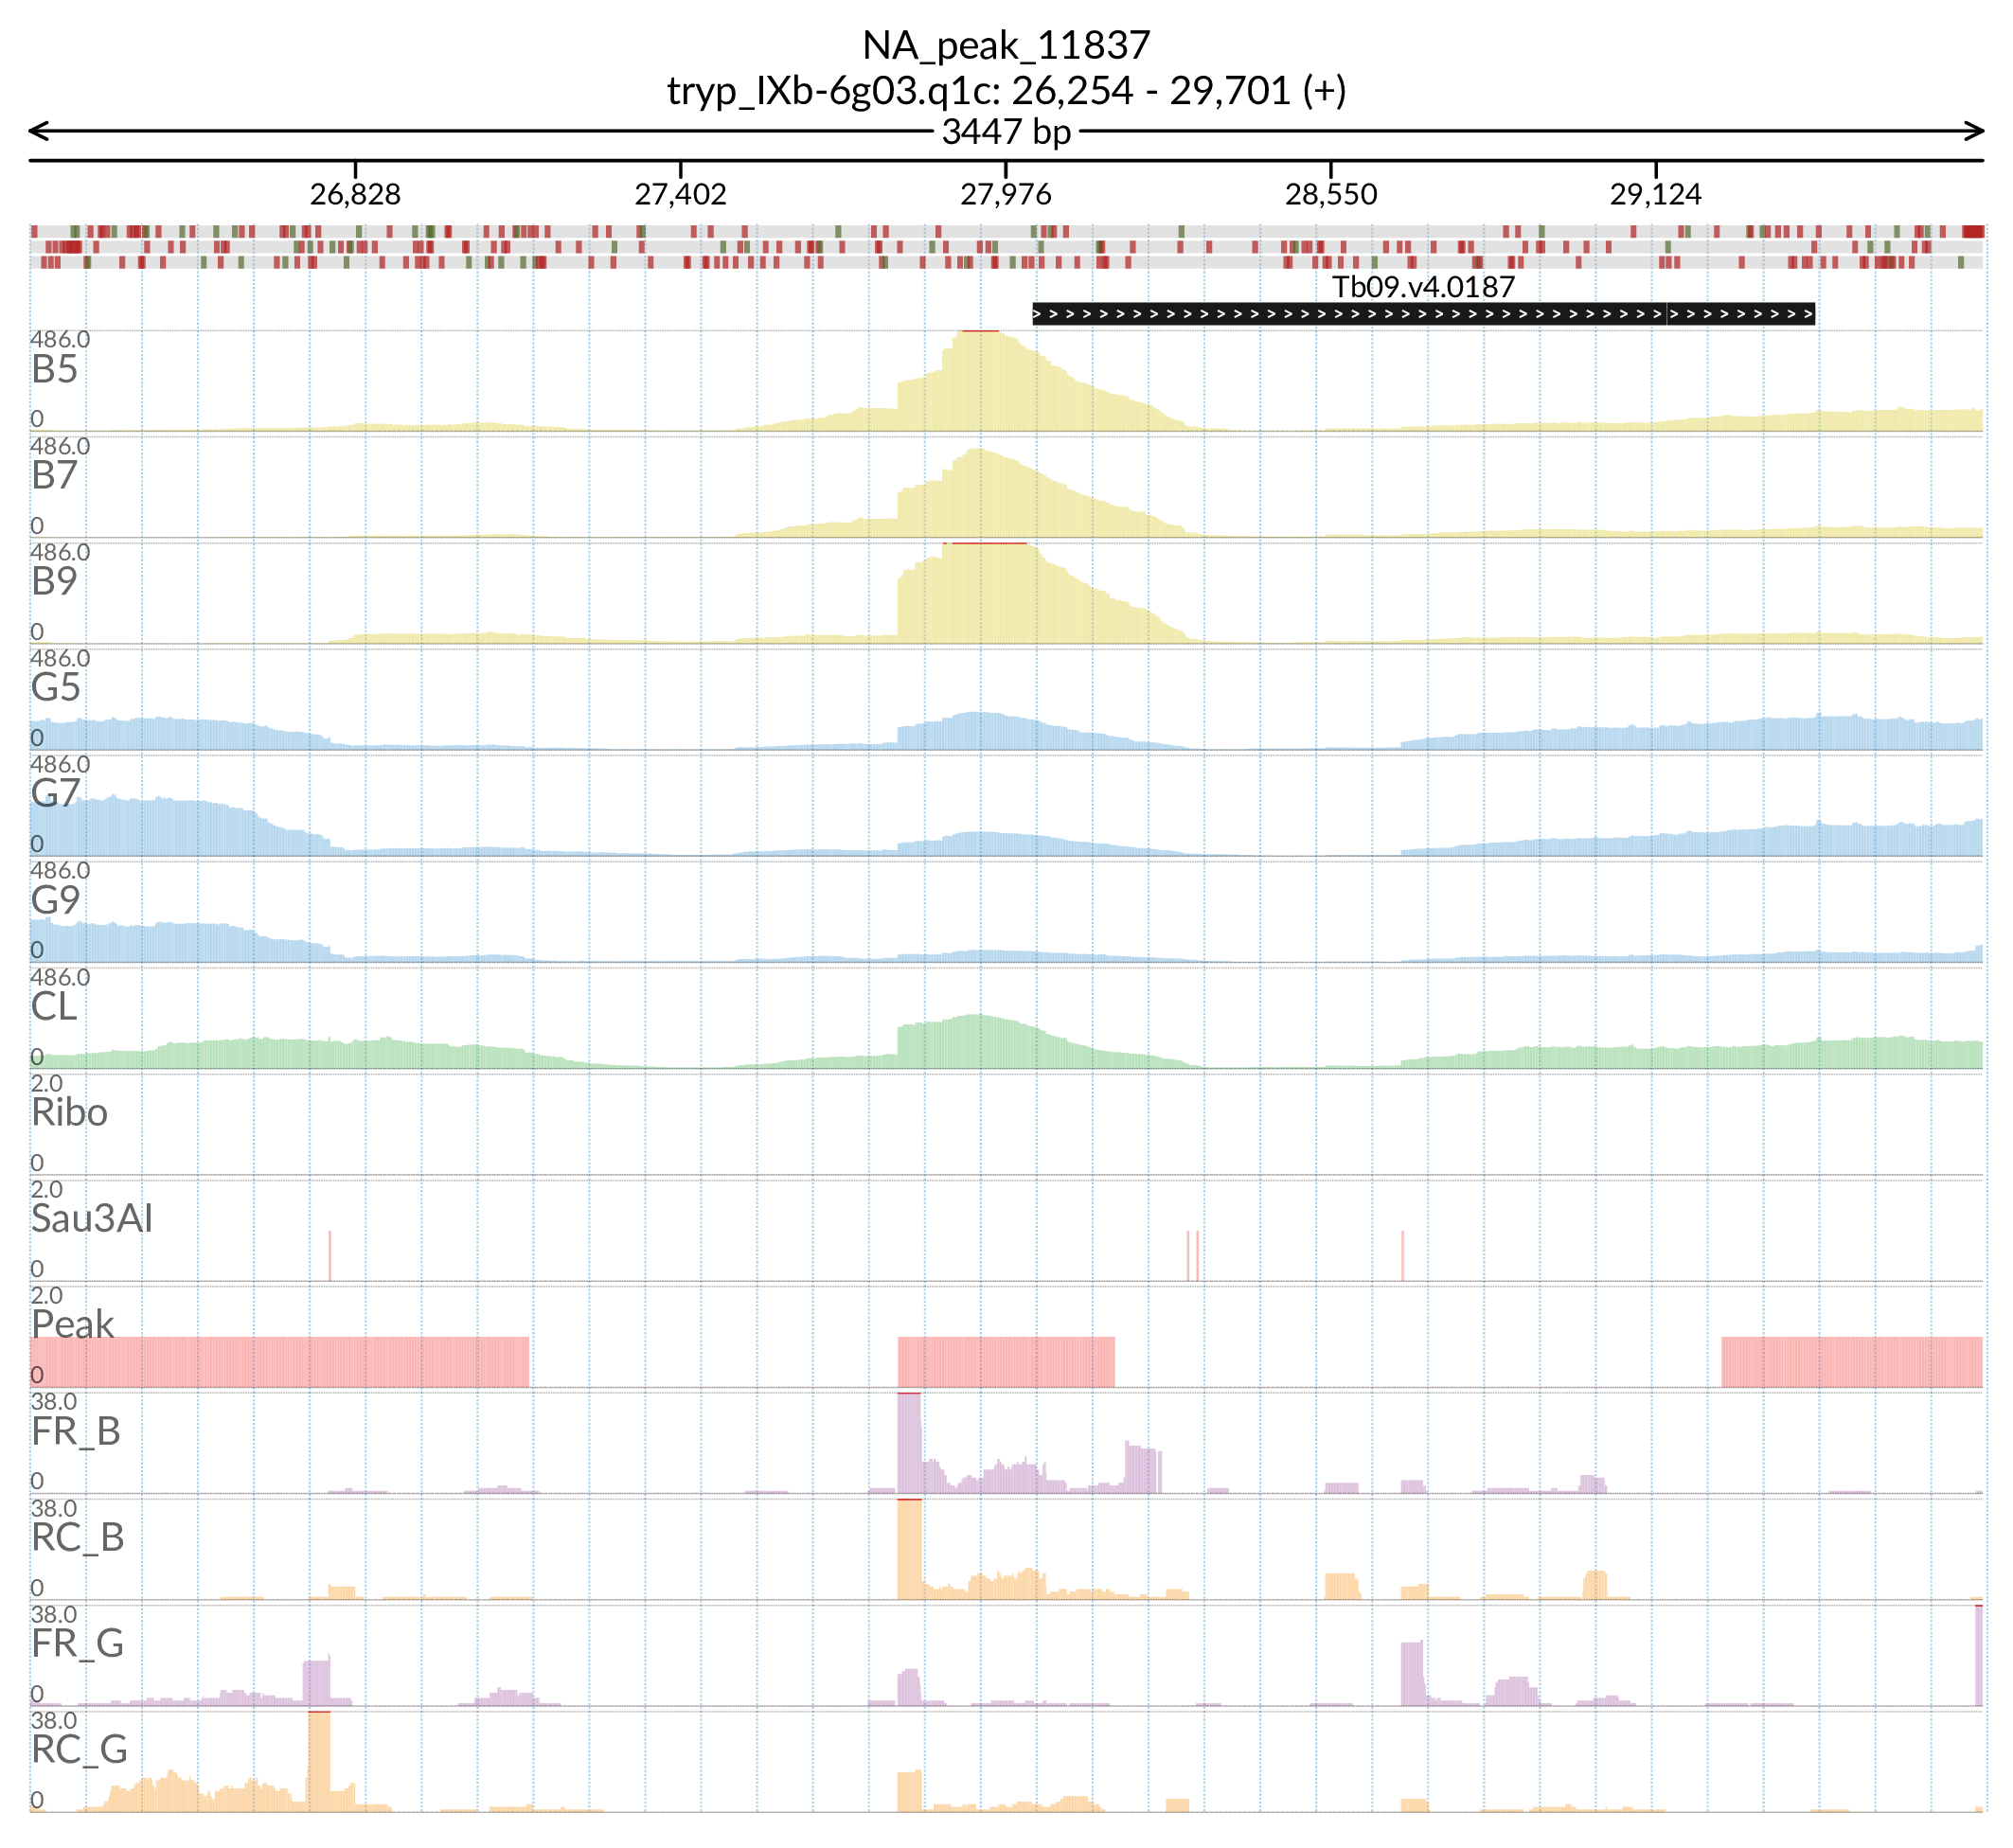 NA_peak_11837
tryp_IXb-6g03.q1c: 26,254 - 29,701 (+)
3447 bp
26,828 27,402 27,976 28,550 29,124
Tb09.v4.0187
486.0
B5
0
486.0
B7
0
486.0
B9
0
486.0
G5
0
486.0
G7
0
486.0
G9
0
486.0
CL
0
2.0
Ribo
0
2.0
Sau3AI
0
2.0
Peak
0
38.0
FR_B
0
38.0
RC_B
0
38.0
FR_G
0
38.0
RC_G
0